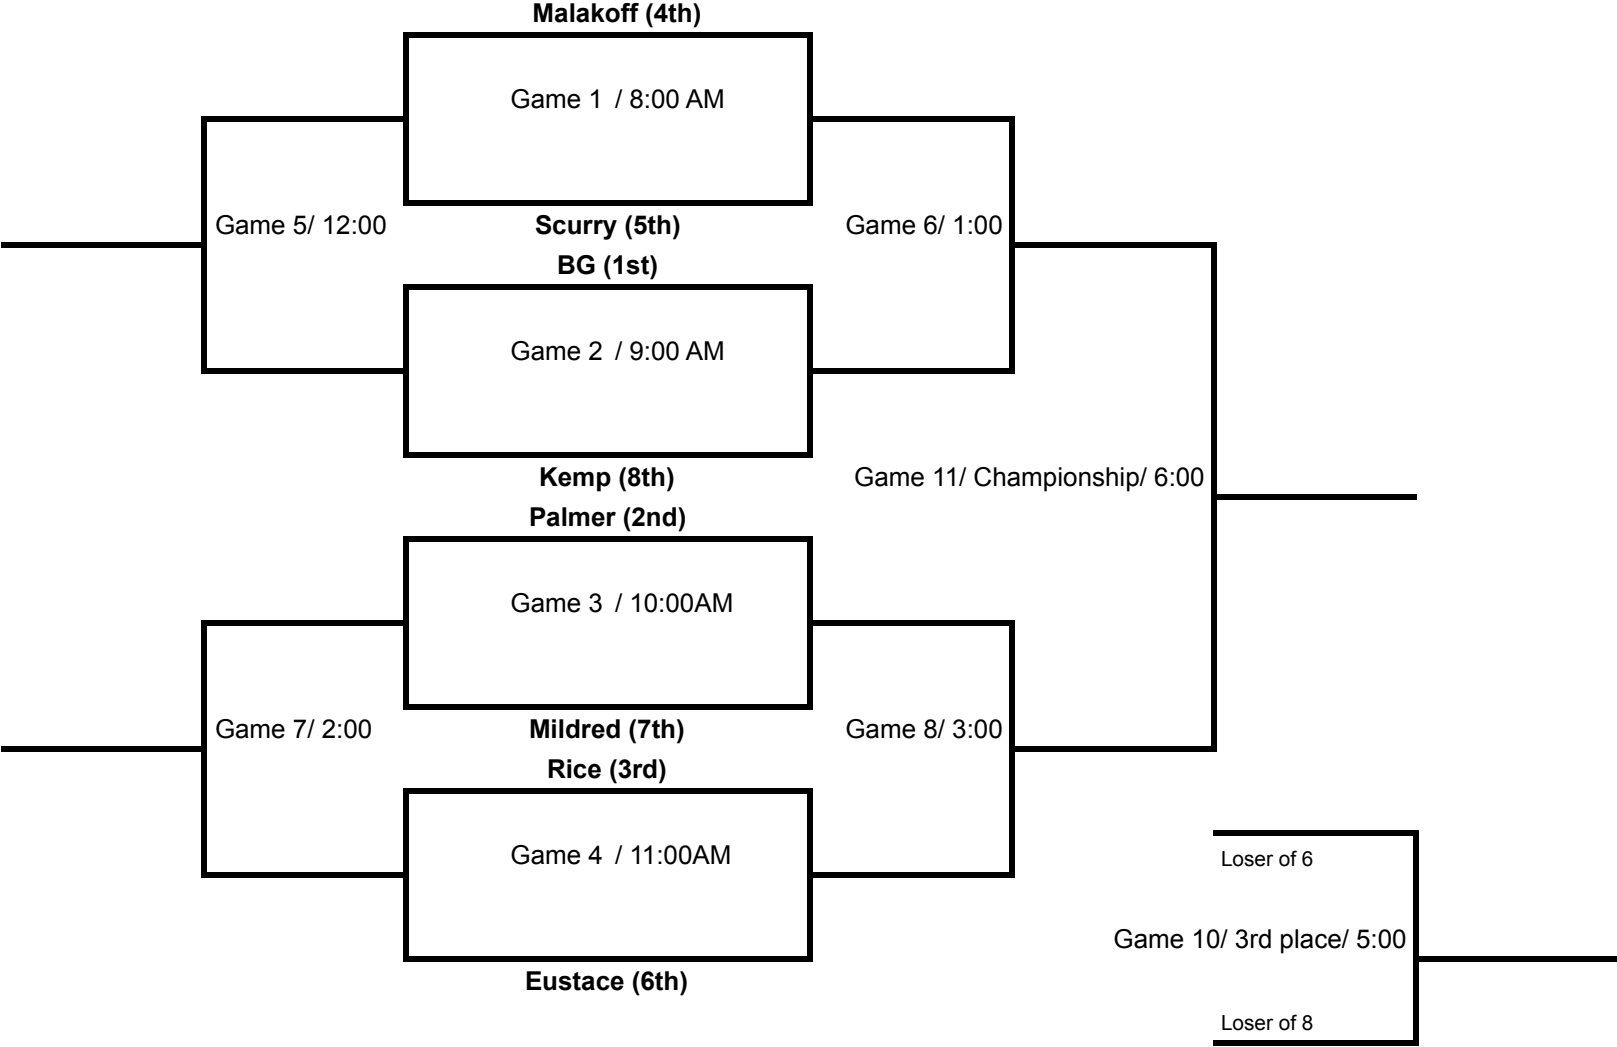 Malakoff (4th)
Game 1 / 8:00 AM
Game 5/ 12:00
Scurry (5th)
Game 6/ 1:00
BG (1st)
Game 2 / 9:00 AM
Kemp (8th)
Game 11/ Championship/ 6:00
Palmer (2nd)
Game 3 / 10:00AM
Game 7/ 2:00
Mildred (7th)
Game 8/ 3:00
Rice (3rd)
Game 4 / 11:00AM
Loser of 6
Game 10/ 3rd place/ 5:00
Eustace (6th)
Loser of 8